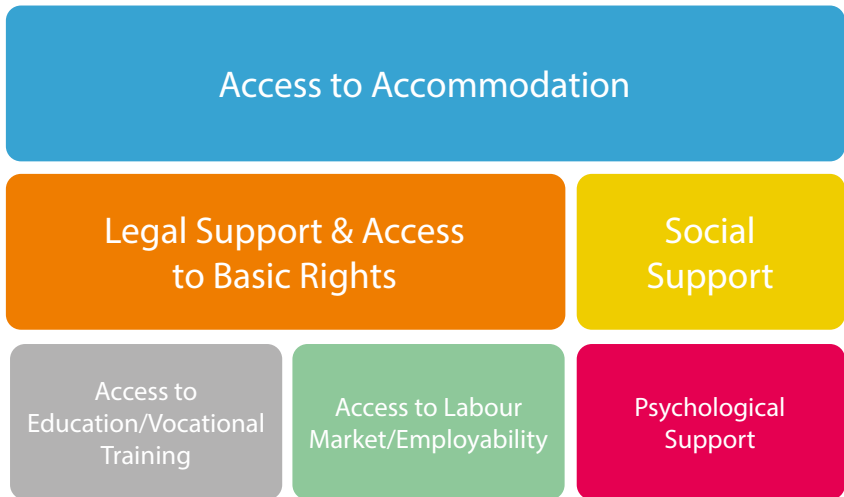 Access to Accommodation
Legal Support & Access
to Basic Rights
Social
Support
Access to
Education/Vocational
Training
Access to Labour
Market/Employability
Psychological
Support